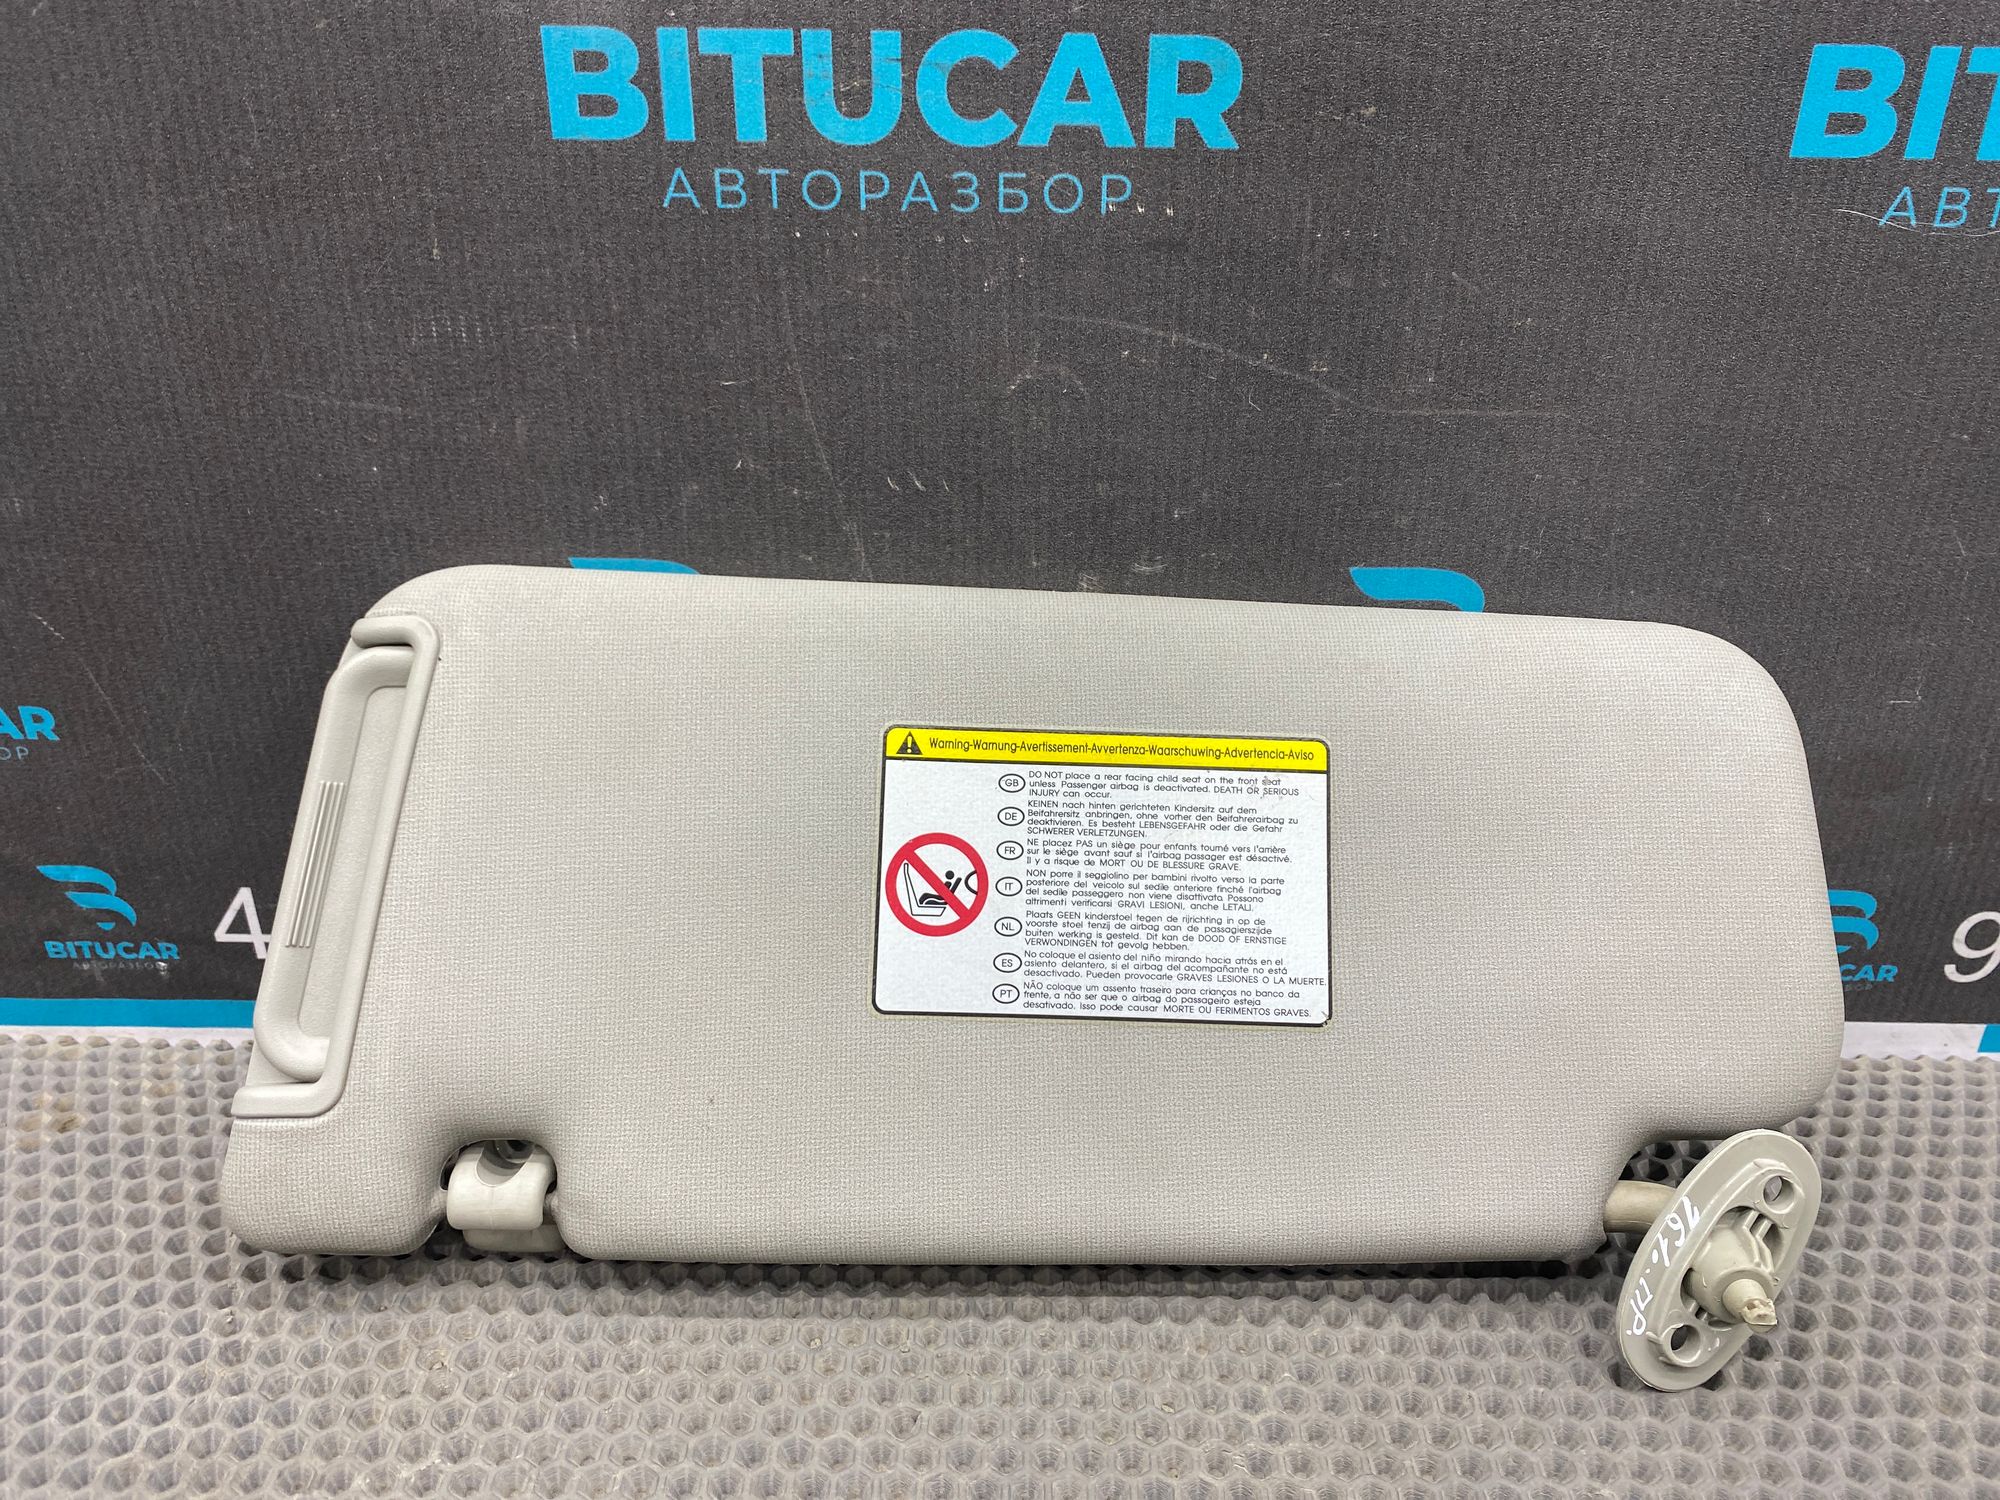 BITUCAR
АВТОРАЗБОР
BIT
АВТ
AR
ОР
BITUCAR
АВТОРАЗБОР
4
CAR
9
Warning-Warnung-Avertissement-Avvertenza-Waarschuwing-Advertencia-Aviso
GB DO NOT place a rear facing child seat on the front seat
unless Passenger airbag is deactivated. DEATH OR SERIOUS
INJURY can occur.
DE KEINEN nach hinten gerichteten Kindersitz auf dem
Beifahrersitz anbringen, ohne vorher den Beifahrerairbag zu
deaktivieren. Es besteht LEBENSGEFAHR oder die Gefahr
SCHWERER VERLETZUNGEN.
FR NE placez PAS un siège pour enfants tourné vers l'arrière
sur le siège avant sauf si l'airbag passager est désactivé.
Il y a risque de MORT OU DE BLESSURE GRAVE.
IT NON porre il seggiolino per bambini rivolto verso la parte
posteriore del veicolo sul sedile anteriore finché l'airbag
del sedile passeggero non viene disattivato. Possono
altrimenti verificarsi GRAVI LESIONI, anche LETALI.
NL Plaats GEEN kinderstoel tegen de rijrichting in op de
voorste stoel tenzij de airbag aan de passagierszijde
buiten werking is gesteld. Dit kan de DOOD OF ERNSTIGE
VERWONDINGEN tot gevolg hebben.
ES No coloque el asiento del niño mirando hacia atrás en el
asiento delantero, si el airbag del acompañante no está
desactivado. Pueden provocarle GRAVES LESIONES O LA MUERTE.
PT NÃO coloque um assento traseiro para crianças no banco da
frente, a não ser que o airbag do passageiro esteja
desativado. Isso pode causar MORTE OU FERIMENTOS GRAVES.